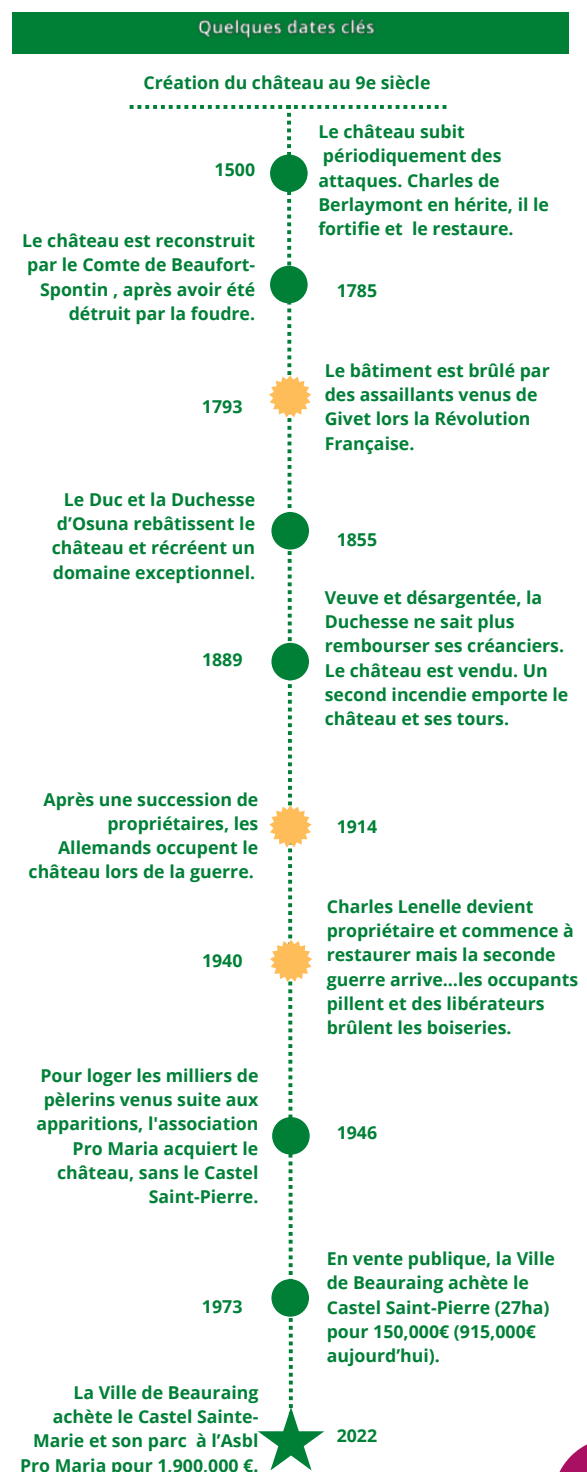 Quelques dates clés
Création du château au 9e siècle
1500
Le château subit
périodiquement des
attaques. Charles de
Berlaymont en hérite, il le
fortifie et le restaure.
Le château est reconstruit
par le Comte de Beaufort-
Spontin , après avoir été
détruit par la foudre.
1785
1793
Le bâtiment est brûlé par
des assaillants venus de
Givet lors la Révolution
Française.
Le Duc et la Duchesse
d’Osuna rebâtissent le
château et récréent un
domaine exceptionnel.
1855
1889
Veuve et désargentée, la
Duchesse ne sait plus
rembourser ses créanciers.
Le château est vendu. Un
second incendie emporte le
château et ses tours.
Après une succession de
propriétaires, les
Allemands occupent le
château lors de la guerre.
1914
1940
Charles Lenelle devient
propriétaire et commence à
restaurer mais la seconde
guerre arrive...les occupants
pillent et des libérateurs
brûlent les boiseries.
Pour loger les milliers de
pèlerins venus suite aux
apparitions, l'association
Pro Maria acquiert le
château, sans le Castel
Saint-Pierre.
1946
1973
En vente publique, la Ville
de Beauraing achète le
Castel Saint-Pierre (27ha)
pour 150,000€ (915,000€
aujourd’hui).
La Ville de Beauraing
achète le Castel Sainte-
Marie et son parc à l’Asbl
Pro Maria pour 1,900,000 €.
2022